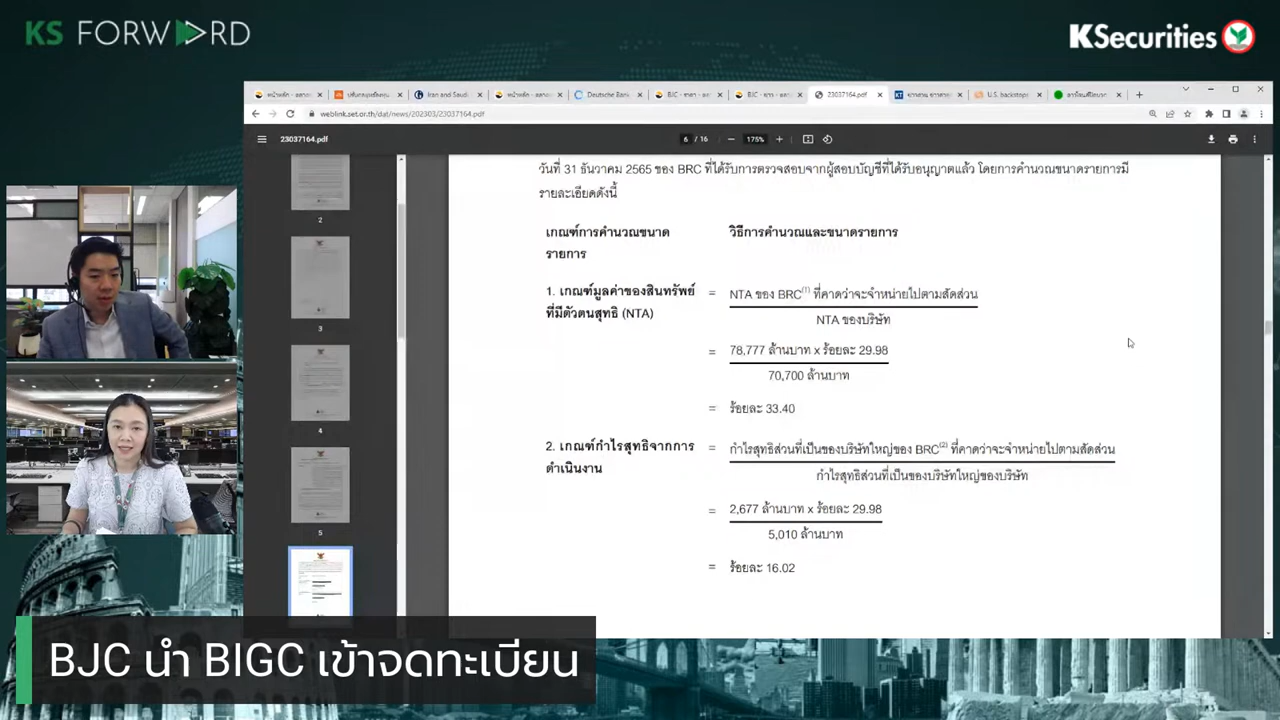 KS FORWARD
KSecurities
Iran and Saudi
Deutsche Bank
23037164.pdf
U.S. backstops
weblink.set.or.th/dat/news/202303/23037164.pdf
23037164.pdf
6 / 16
175%
วันที่ 31 ธันวาคม 2565 ของ BRC ที่ได้รับการตรวจสอบจากผู้สอบบัญชีที่ได้รับอนุญาตแล้ว โดยการคำนวณขนาดรายการมี
รายละเอียดดังนี้
เกณฑ์การคำนวณขนาด
รายการ
วิธีการคำนวณและขนาดรายการ
1. เกณฑ์มูลค่าของสินทรัพย์
ที่มีตัวตนสุทธิ (NTA)
= NTA ของ BRC(1) ที่คาดว่าจะจำหน่ายไปตามสัดส่วน
NTA ของบริษัท
= 78,777 ล้านบาท x ร้อยละ 29.98
70,700 ล้านบาท
= ร้อยละ 33.40
2. เกณฑ์กำไรสุทธิจากการ
ดำเนินงาน
= กำไรสุทธิส่วนที่เป็นของบริษัทใหญ่ของ BRC(2) ที่คาดว่าจะจำหน่ายไปตามสัดส่วน
กำไรสุทธิส่วนที่เป็นของบริษัทใหญ่ของบริษัท
= 2,677 ล้านบาท x ร้อยละ 29.98
5,010 ล้านบาท
= ร้อยละ 16.02
2
3
4
5
BJC นำ BIGC เข้าจดทะเบียน